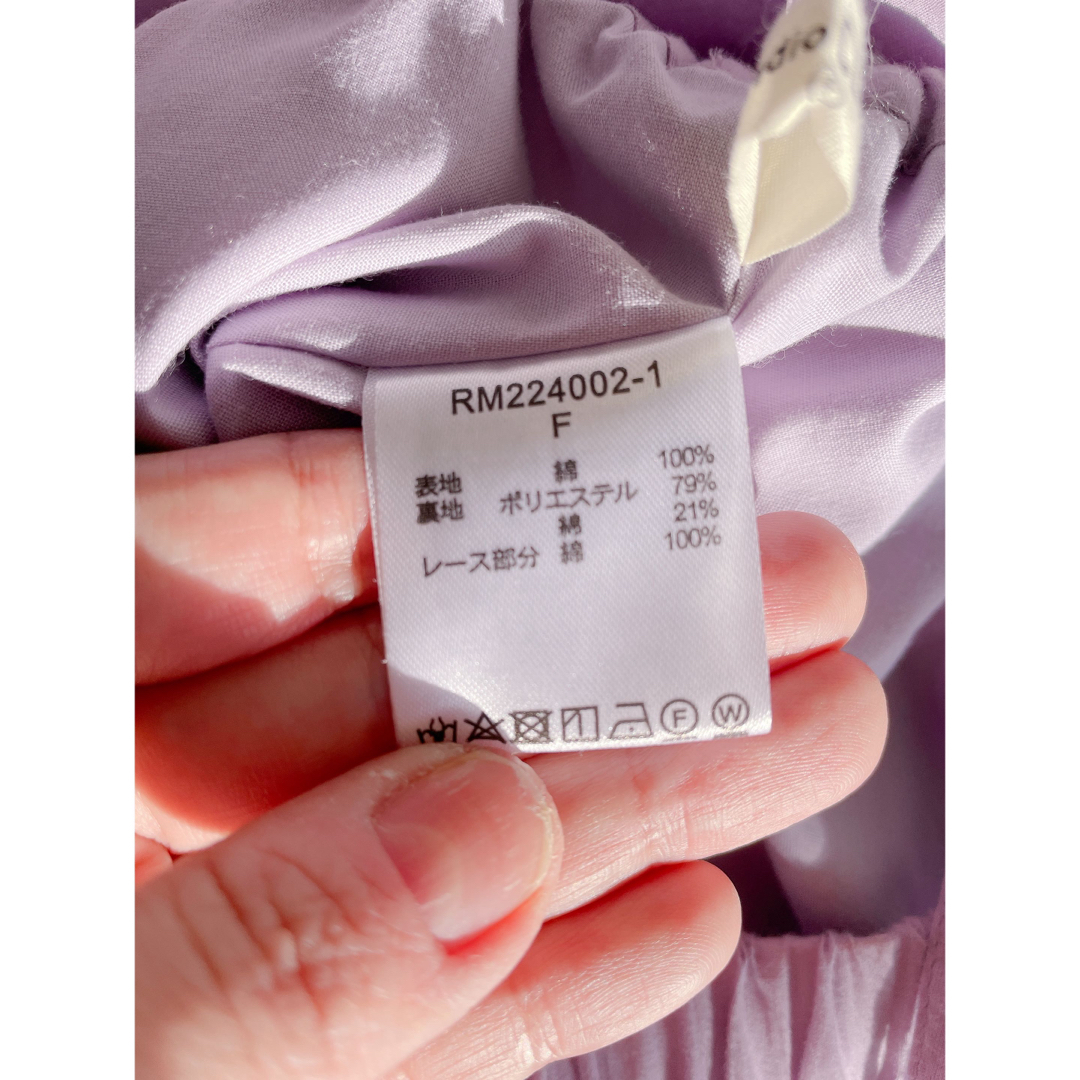 dio
RM224002-1
F
表地 綿 100%
裏地 ポリエステル 79%
綿 21%
レース部分 綿 100%
F W